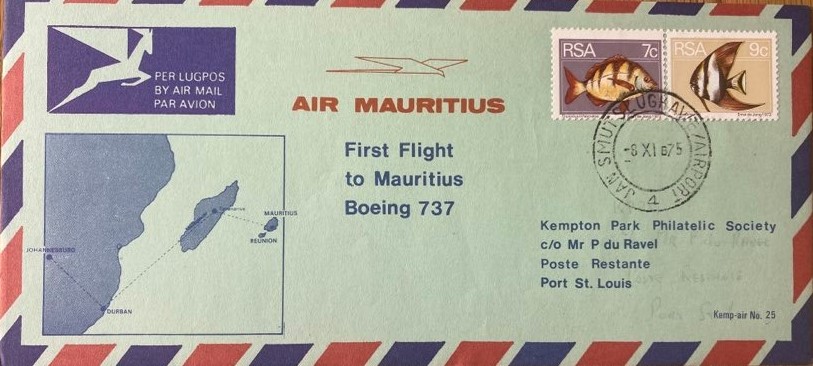 PER LUGPOS
BY AIR MAIL
PAR AVION
AIR MAURITIUS
RSA 7c
RSA 9c
JAN SMUTS LUGHAWE/AIRPORT
-8 XI 75
4
First Flight
to Mauritius
Boeing 737
JOHANNESBURG
DURBAN
MAURITIUS
REUNION
Kempton Park Philatelic Society
c/o Mr P du Ravel
Poste Restante
Port St. Louis
Kemp-air No. 25